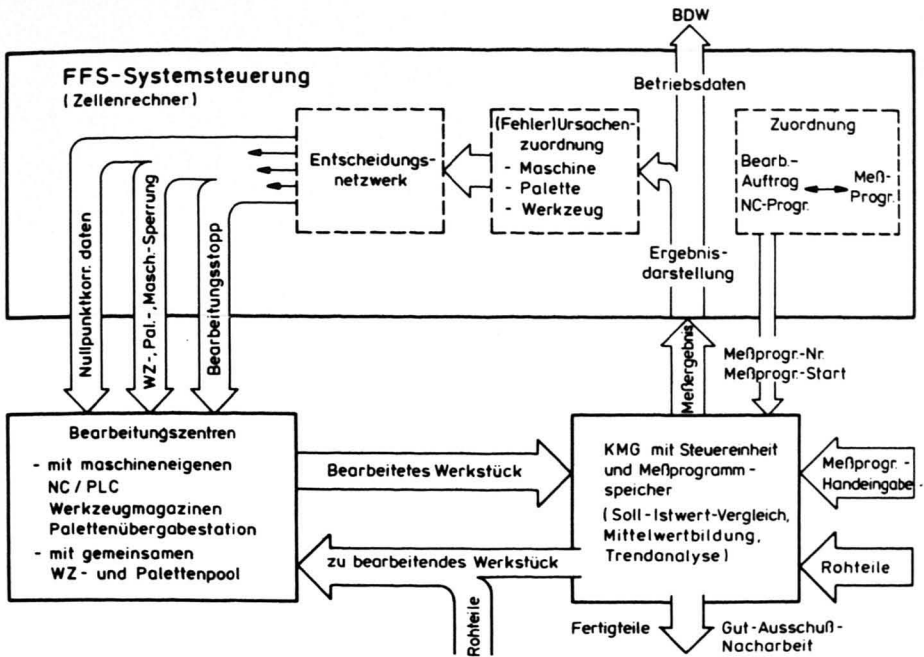 BDW
FFS-Systemsteuerung
(Zellenrechner)
Betriebsdaten
Entscheidungs-
netzwerk
(Fehler)Ursachen-
zuordnung
- Maschine
- Palette
- Werkzeug
Zuordnung
Bearb.-
Auftrag
NC-Progr.
Meß-
Progr.
Ergebnis-
darstellung
Nullpunktkorr. daten
WZ-, Pal.-, Masch.-Sperrung
Bearbeitungsstopp
Meßergebnis
Meßprogr.-Nr.
Meßprogr.-Start
Bearbeitungszentren
- mit maschineneigenen
NC / PLC
Werkzeugmagazinen
Palettenübergabestation
- mit gemeinsamen
WZ- und Palettenpool
Bearbeitetes Werkstück
zu bearbeitendes Werkstück
Rohteile
KMG mit Steuereinheit
und Meßprogramm-
speicher
(Soll-Istwert-Vergleich,
Mittelwertbildung,
Trendanalyse)
Meßprogr.-
Handeingabe-
Rohteile
Fertigteile
Gut-Ausschuß-
Nacharbeit